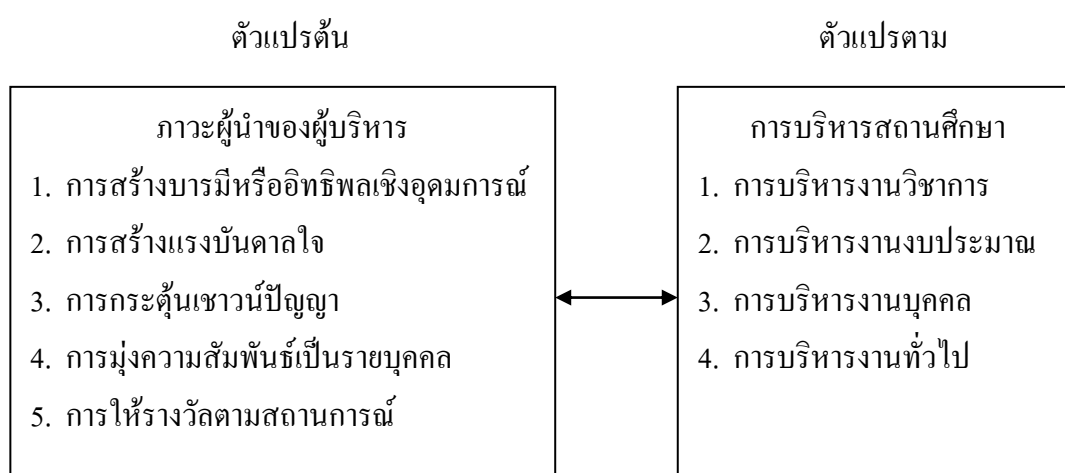 ตัวแปรต้น
ตัวแปรตาม
ภาวะผู้นำของผู้บริหาร
1. การสร้างบารมีหรืออิทธิพลเชิงอุดมการณ์
2. การสร้างแรงบันดาลใจ
3. การกระตุ้นเชาวน์ปัญญา
4. การมุ่งความสัมพันธ์เป็นรายบุคคล
5. การให้รางวัลตามสถานการณ์
การบริหารสถานศึกษา
1. การบริหารงานวิชาการ
2. การบริหารงานงบประมาณ
3. การบริหารงานบุคคล
4. การบริหารงานทั่วไป